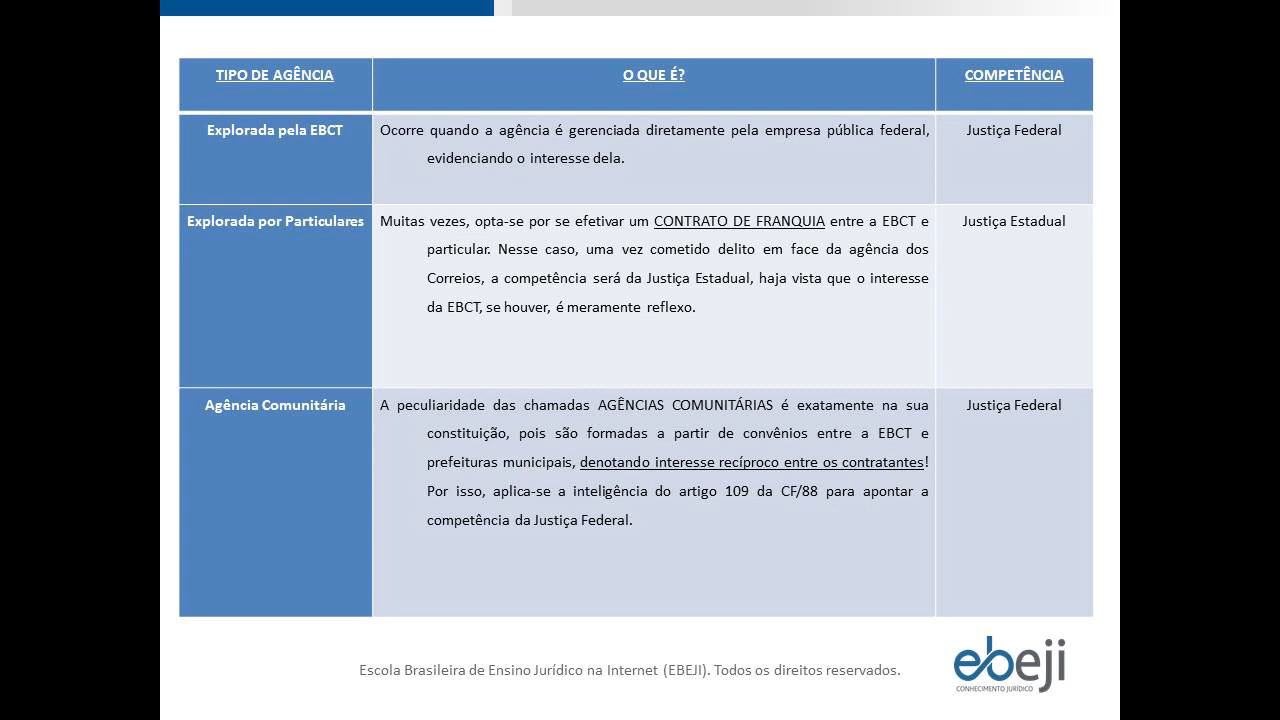 TIPO DE AGÊNCIA
O QUE É?
COMPETÊNCIA
Explorada pela EBCT
Ocorre quando a agência é gerenciada diretamente pela empresa pública federal,
evidenciando o interesse dela.
Justiça Federal
Explorada por Particulares
Muitas vezes, opta-se por se efetivar um CONTRATO DE FRANQUIA entre a EBCT e
particular. Nesse caso, uma vez cometido delito em face da agência dos
Correios, a competência será da Justiça Estadual, haja vista que o interesse
da EBCT, se houver, é meramente reflexo.
Justiça Estadual
Agência Comunitária
A peculiaridade das chamadas AGÊNCIAS COMUNITÁRIAS é exatamente na sua
constituição, pois são formadas a partir de convênios entre a EBCT e
prefeituras municipais, denotando interesse recíproco entre os contratantes!
Por isso, aplica-se a inteligência do artigo 109 da CF/88 para apontar a
competência da Justiça Federal.
Justiça Federal
Escola Brasileira de Ensino Jurídico na Internet (EBEJI). Todos os direitos reservados.
ebeji
CONHECIMENTO JURÍDICO